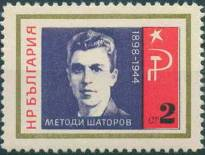 НР БЪЛГАРИЯ
1898-1944
МЕТОДИ ШАТОРОВ
СТ 2